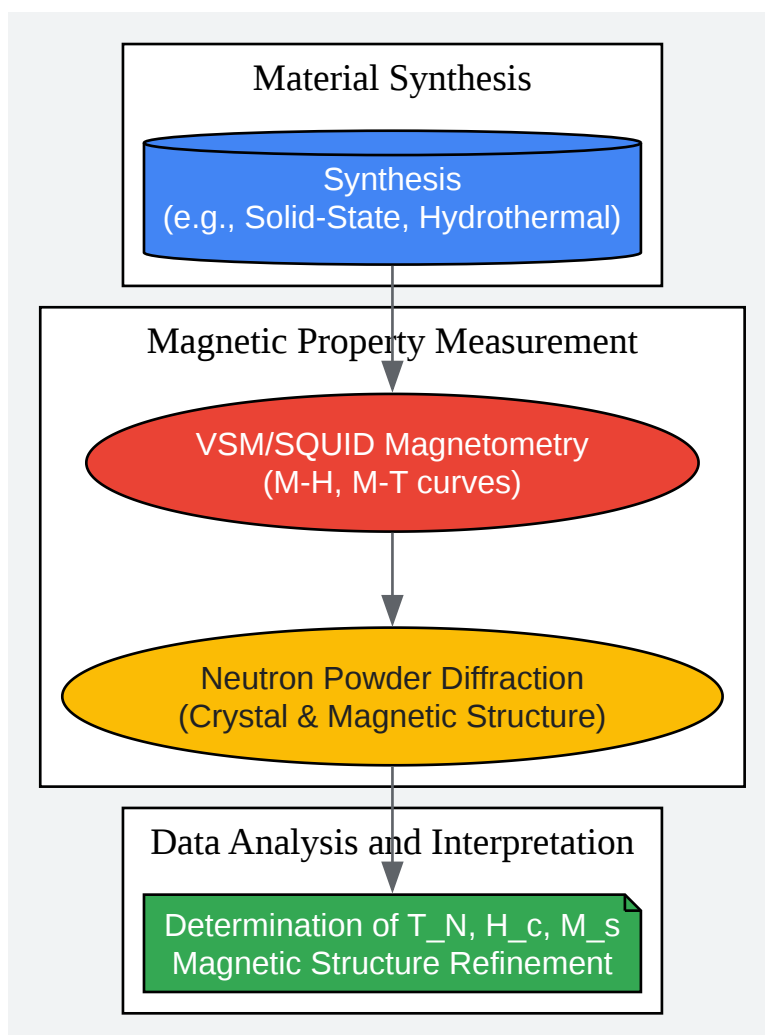 Material Synthesis
Synthesis
(e.g., Solid-State, Hydrothermal)
Magnetic Property Measurement
VSM/SQUID Magnetometry
(M-H, M-T curves)
Neutron Powder Diffraction
(Crystal & Magnetic Structure)
Data Analysis and Interpretation
Determination of T_N, H_c, M_s
Magnetic Structure Refinement